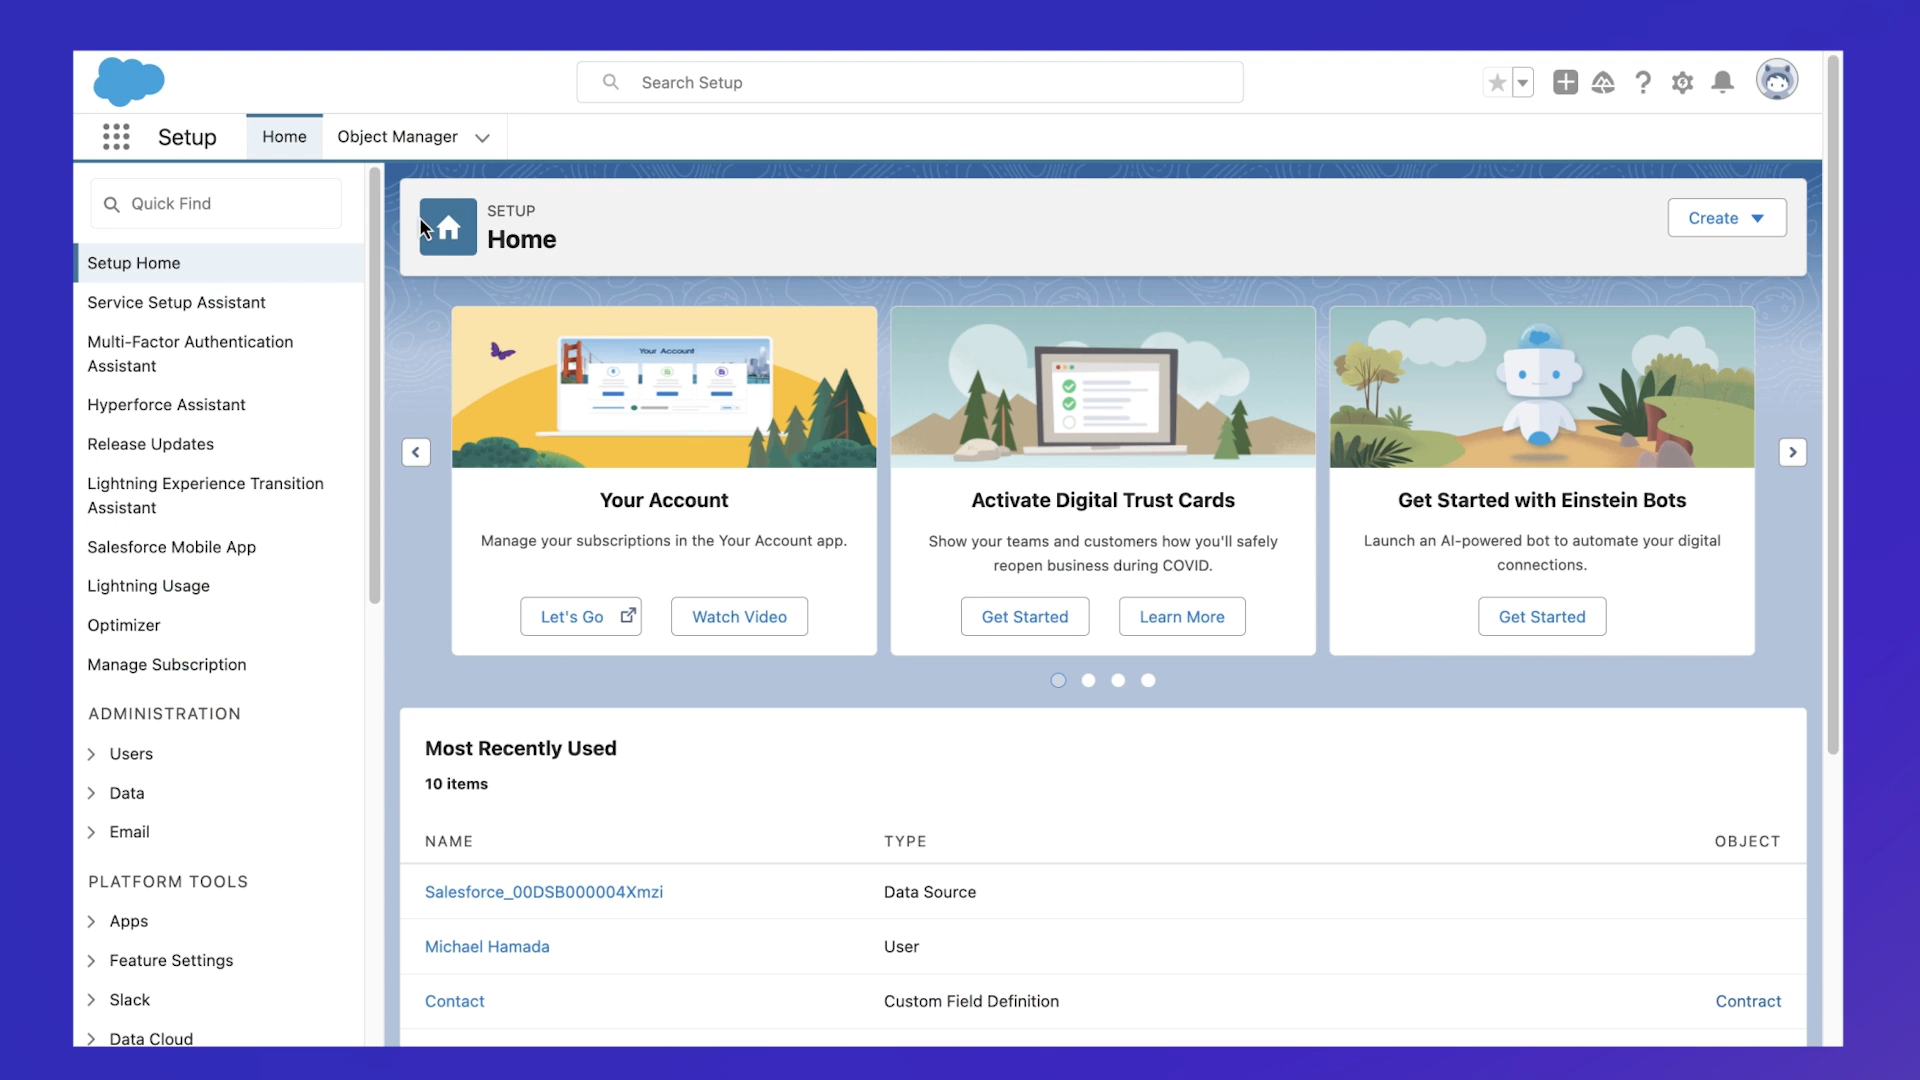 Search Setup
Setup
Home
Object Manager
Quick Find
Setup Home
Service Setup Assistant
Multi-Factor Authentication
Assistant
Hyperforce Assistant
Release Updates
Lightning Experience Transition
Assistant
Salesforce Mobile App
Lightning Usage
Optimizer
Manage Subscription
ADMINISTRATION
Users
Data
Email
PLATFORM TOOLS
Apps
Feature Settings
Slack
Data Cloud
SETUP
Home
Create
Your Account
Your Account
Manage your subscriptions in the Your Account app.
Let's Go
Watch Video
Activate Digital Trust Cards
Show your teams and customers how you'll safely
reopen business during COVID.
Get Started
Learn More
Get Started with Einstein Bots
Launch an AI-powered bot to automate your digital
connections.
Get Started
Most Recently Used
10 items
NAME TYPE OBJECT
Salesforce_00DSB000004Xmzi Data Source
Michael Hamada User
Contact Custom Field Definition Contract